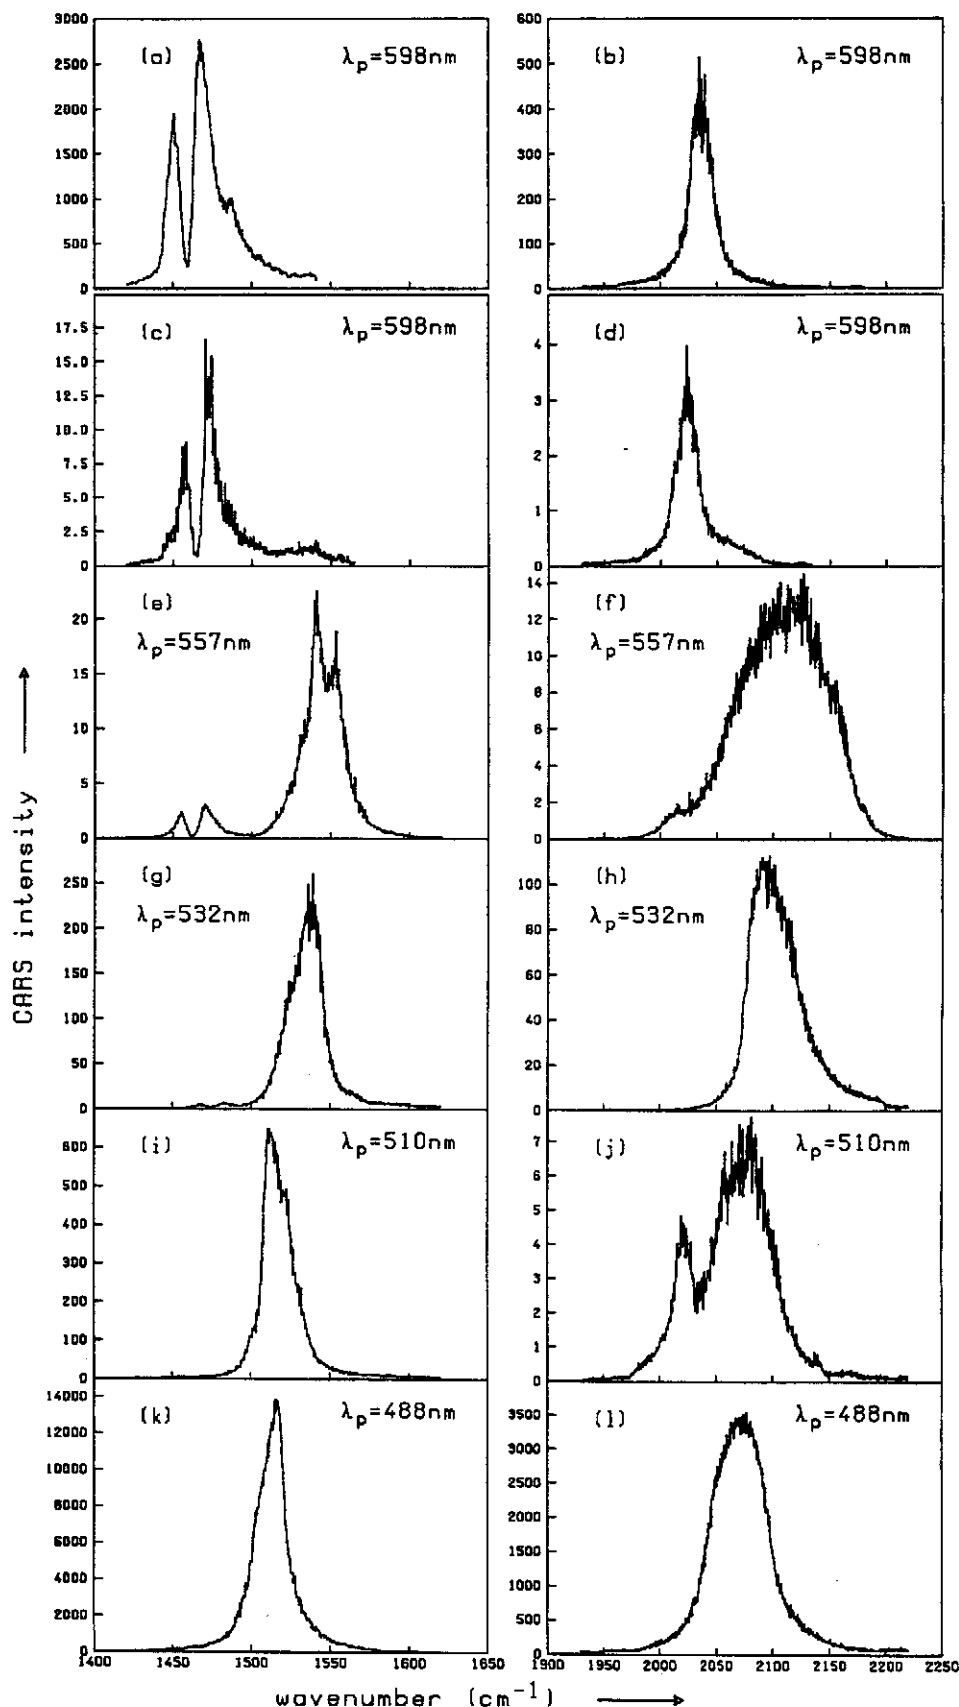 3000
2500
2000
1500
1000
500
0
(a)
λp=598nm
600
500
400
300
200
100
0
(b)
λp=598nm
17.5
15.0
12.5
10.0
7.5
5.0
2.5
0
(c)
λp=598nm
4
3
2
1
0
(d)
λp=598nm
20
15
10
5
0
(e)
λp=557nm
14
12
10
8
6
4
2
0
(f)
λp=557nm
250
200
150
100
50
0
(g)
λp=532nm
100
80
60
40
20
0
(h)
λp=532nm
600
500
400
300
200
100
0
(i)
λp=510nm
7
6
5
4
3
2
1
0
(j)
λp=510nm
14000
12000
10000
8000
6000
4000
2000
0
(k)
λp=488nm
3500
3000
2500
2000
1500
1000
500
0
(l)
λp=488nm
1400 1450 1500 1550 1600 1650
1900 1950 2000 2050 2100 2150 2200 2250
CARS intensity
wavenumber (cm⁻¹)